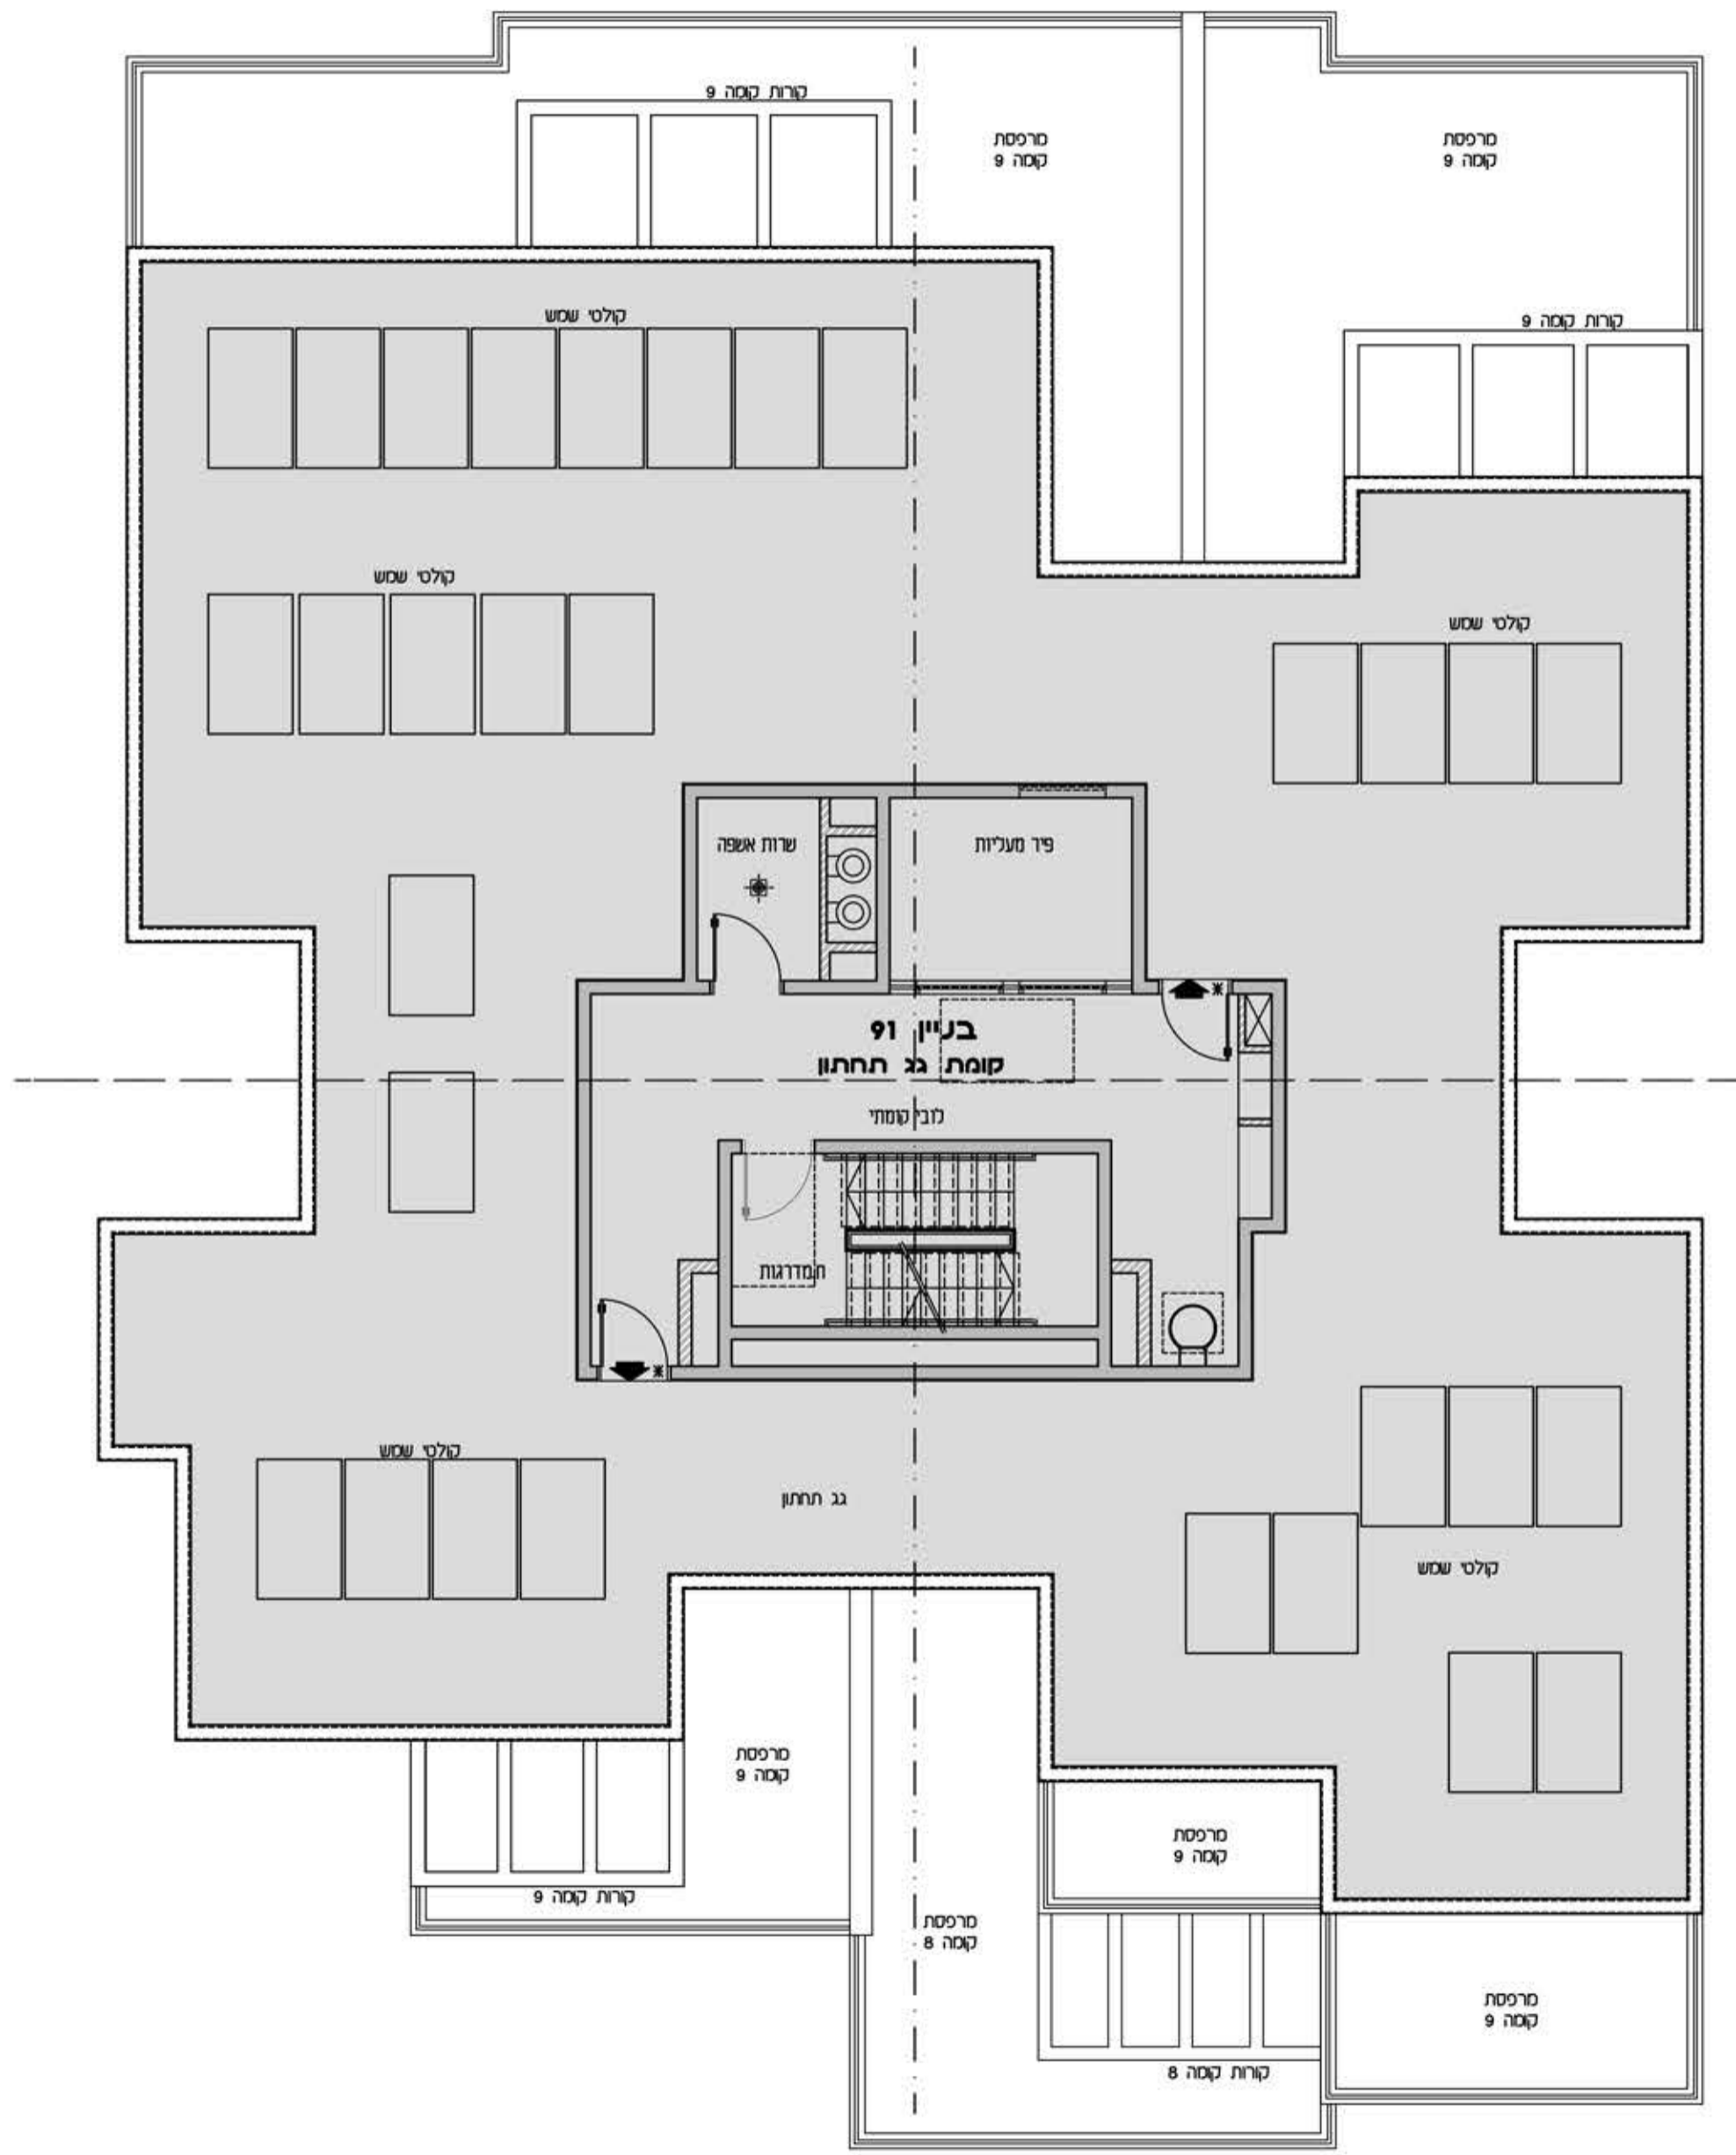 קורות קומה 9
מרפסת
קומה 9
מרפסת
קומה 9
קולטי שמש
קורות קומה 9
קולטי שמש
קולטי שמש
שרות אשפה
פיר מעליות
בניין 91
קומת גג תחתון
לובי קומתי
ח.מדרגות
קולטי שמש
גג תחתון
קולטי שמש
מרפסת
קומה 9
מרפסת
קומה 9
קורות קומה 9
מרפסת
קומה 8
מרפסת
קומה 9
קורות קומה 8